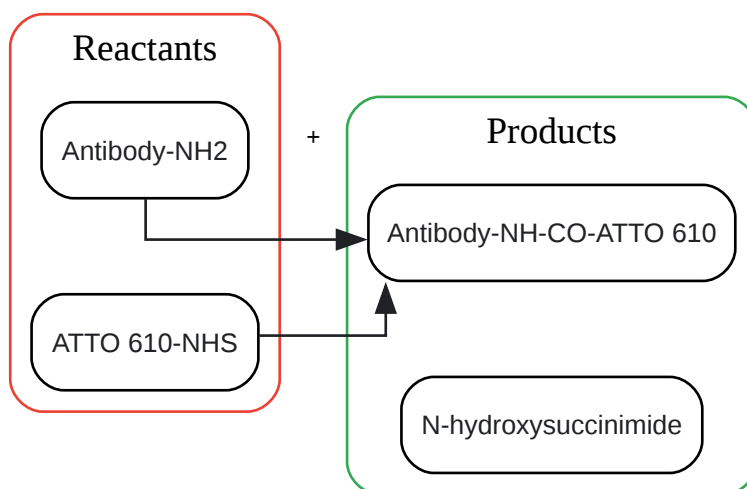 Reactants
Antibody-NH2
ATTO 610-NHS
+
Products
Antibody-NH-CO-ATTO 610
N-hydroxysuccinimide